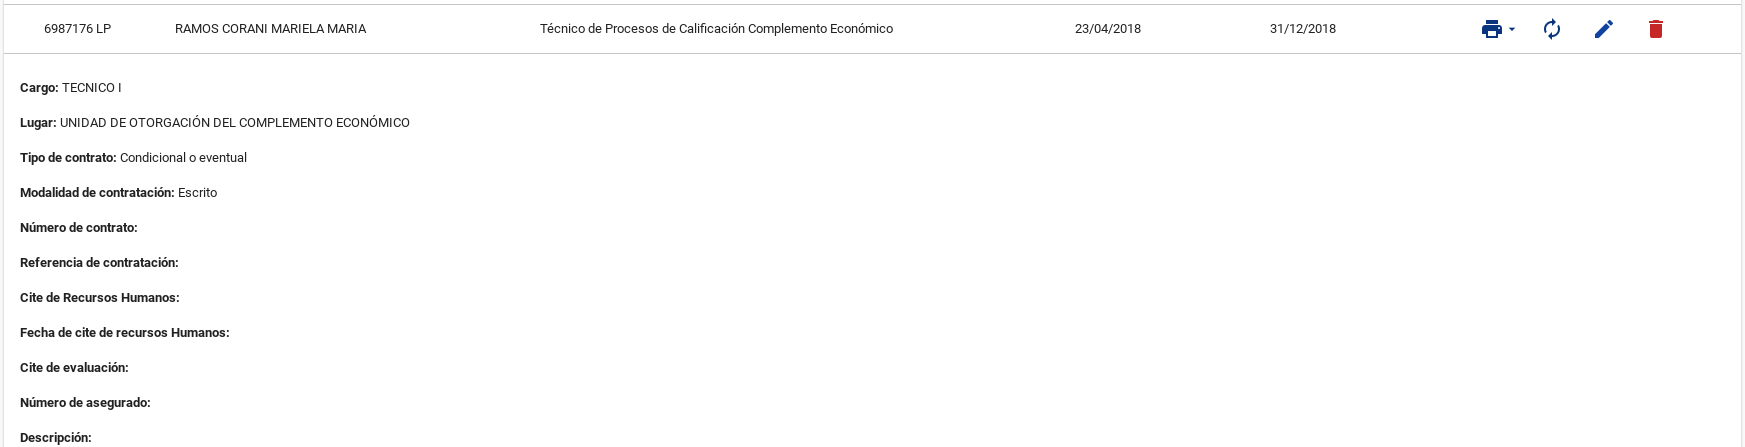 6987176 LP RAMOS CORANI MARIELA MARIA Técnico de Procesos de Calificación Complemento Económico 23/04/2018 31/12/2018
Cargo: TECNICO I
Lugar: UNIDAD DE OTORGACIÓN DEL COMPLEMENTO ECONÓMICO
Tipo de contrato: Condicional o eventual
Modalidad de contratación: Escrito
Número de contrato:
Referencia de contratación:
Cite de Recursos Humanos:
Fecha de cite de recursos Humanos:
Cite de evaluación:
Número de asegurado:
Descripción: